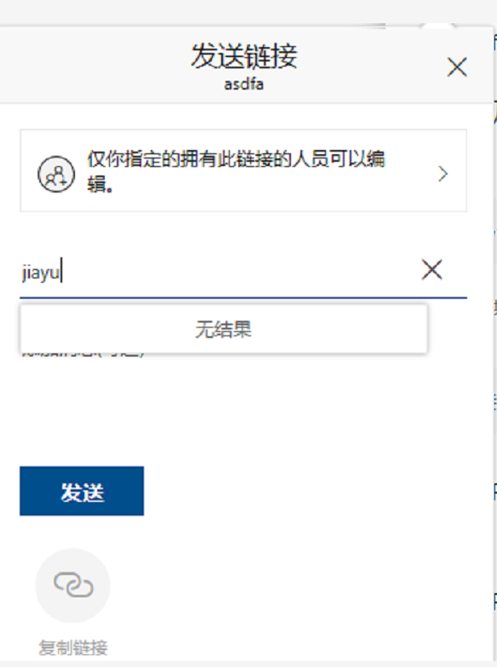 发送链接
asdfa
仅你指定的拥有此链接的人员可以编
辑。
jiayu
无结果
发送
复制链接